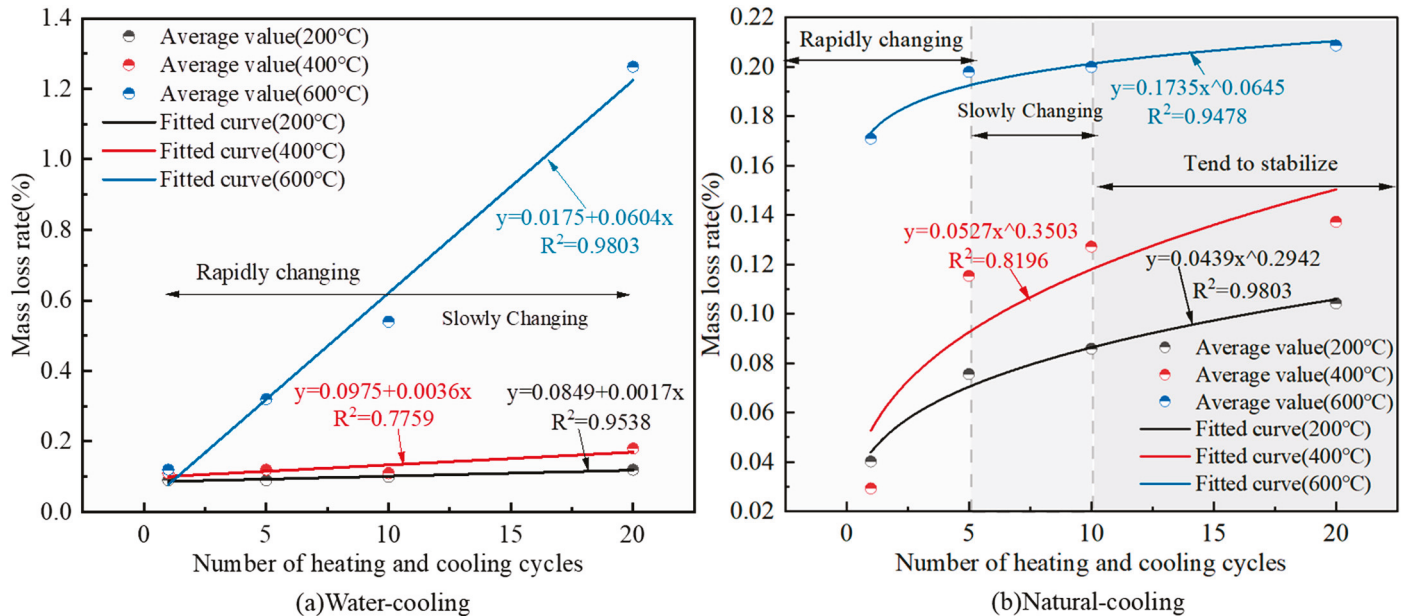 1.4
1.2
1.0
0.8
0.6
0.4
0.2
0.0
Mass loss rate(%)
Average value(200°C)
Average value(400°C)
Average value(600°C)
Fitted curve(200°C)
Fitted curve(400°C)
Fitted curve(600°C)
y=0.0175+0.0604x
R²=0.9803
Rapidly changing
Slowly Changing
y=0.0975+0.0036x
R²=0.7759
y=0.0849+0.0017x
R²=0.9538
0 5 10 15 20
Number of heating and cooling cycles
(a)Water-cooling
0.22
0.20
0.18
0.16
0.14
0.12
0.10
0.08
0.06
0.04
0.02
Mass loss rate(%)
Rapidly changing
Slowly Changing
y=0.1735x^0.0645
R²=0.9478
Tend to stabilize
y=0.0527x^0.3503
R²=0.8196
y=0.0439x^0.2942
R²=0.9803
Average value(200°C)
Average value(400°C)
Average value(600°C)
Fitted curve(200°C)
Fitted curve(400°C)
Fitted curve(600°C)
0 5 10 15 20
Number of heating and cooling cycles
(b)Natural-cooling